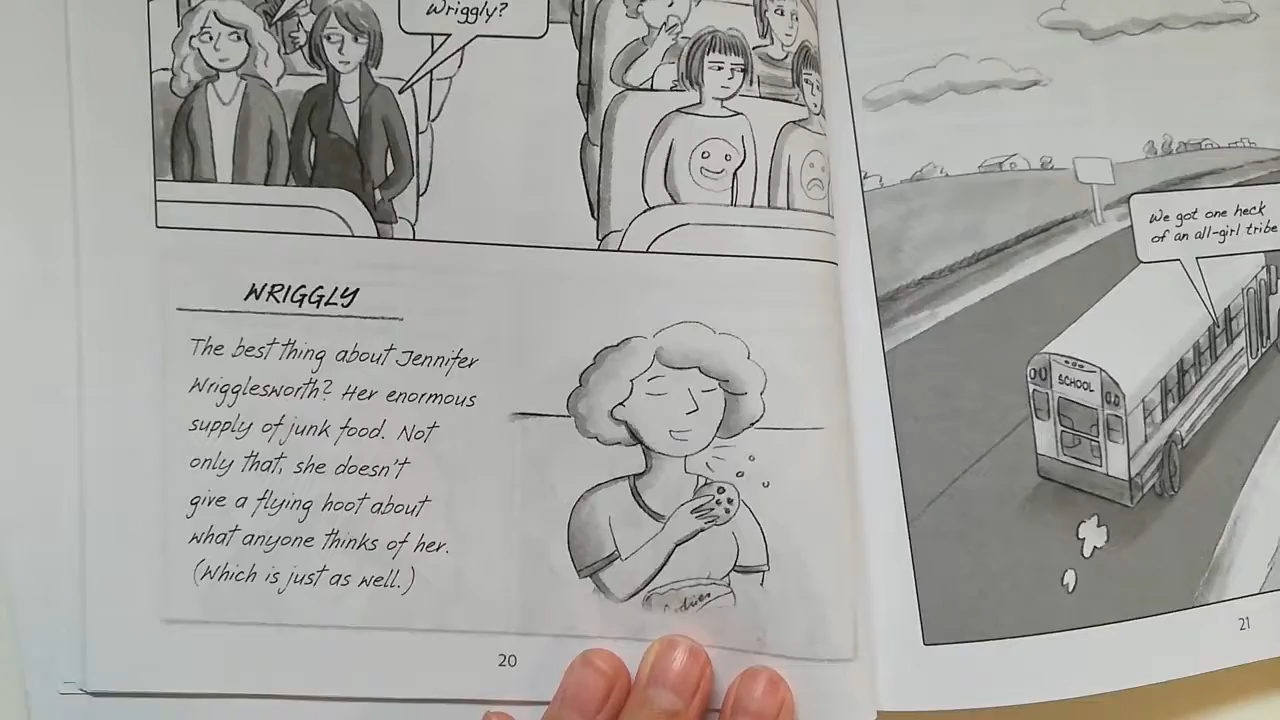 Wriggly?
WRIGGLY
The best thing about Jennifer
Wrigglesworth? Her enormous
supply of junk food. Not
only that, she doesn't
give a flying hoot about
what anyone thinks of her.
(Which is just as well.)
Cookies
20
We got one heck
of an all-girl tribe
SCHOOL
21